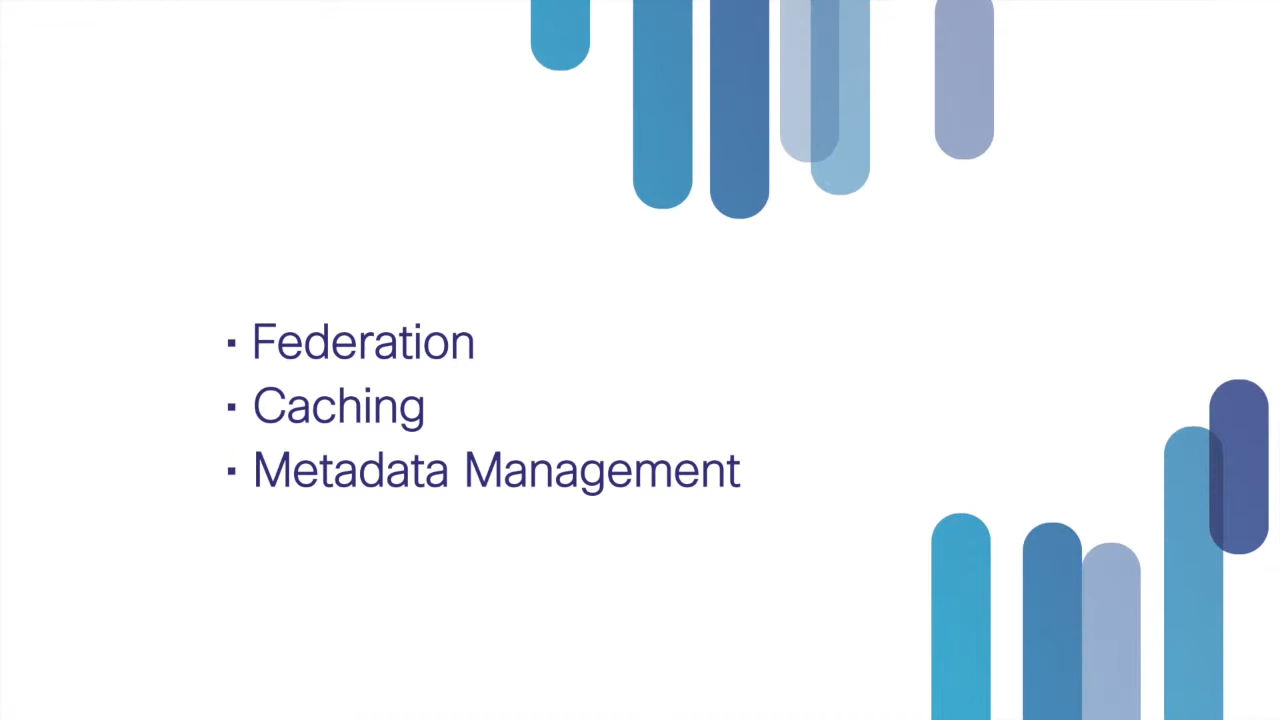 ▪ Federation
▪ Caching
▪ Metadata Management